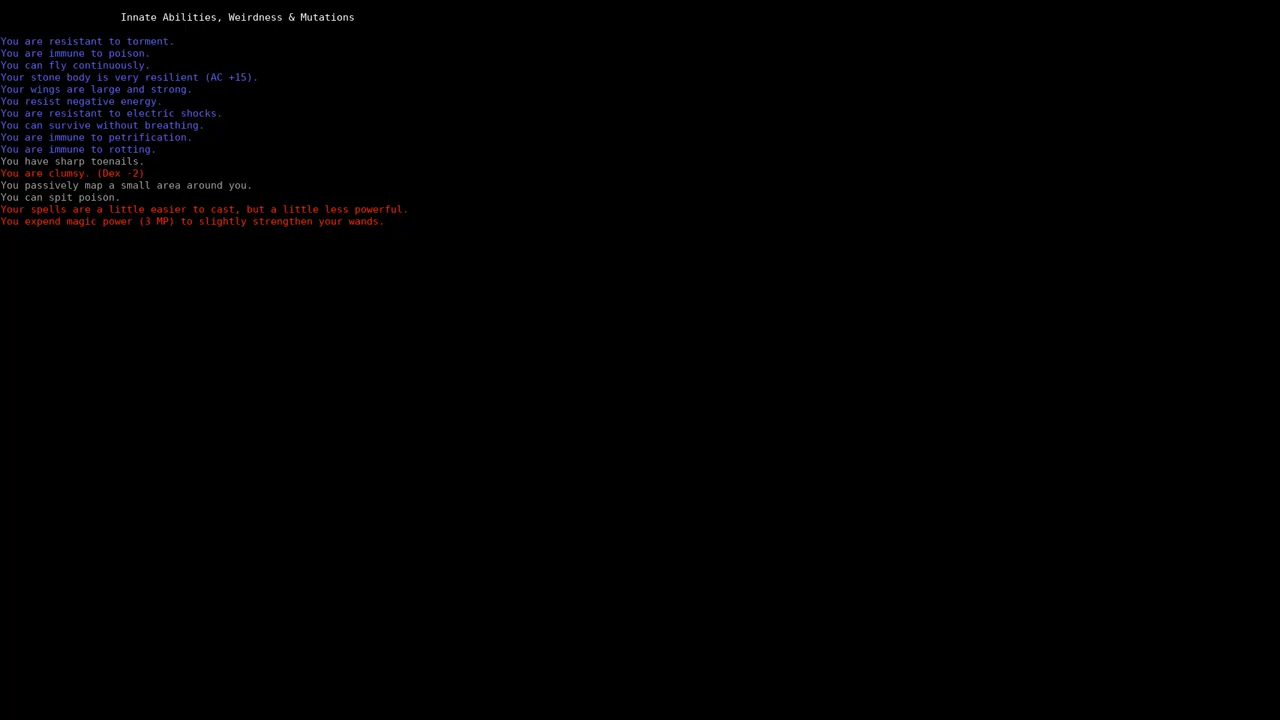 Innate Abilities, Weirdness & Mutations
You are resistant to torment.
You are immune to poison.
You can fly continuously.
Your stone body is very resilient (AC +15).
Your wings are large and strong.
You resist negative energy.
You are resistant to electric shocks.
You can survive without breathing.
You are immune to petrification.
You are immune to rotting.
You have sharp toenails.
You are clumsy. (Dex -2)
You passively map a small area around you.
You can spit poison.
Your spells are a little easier to cast, but a little less powerful.
You expend magic power (3 MP) to slightly strengthen your wands.